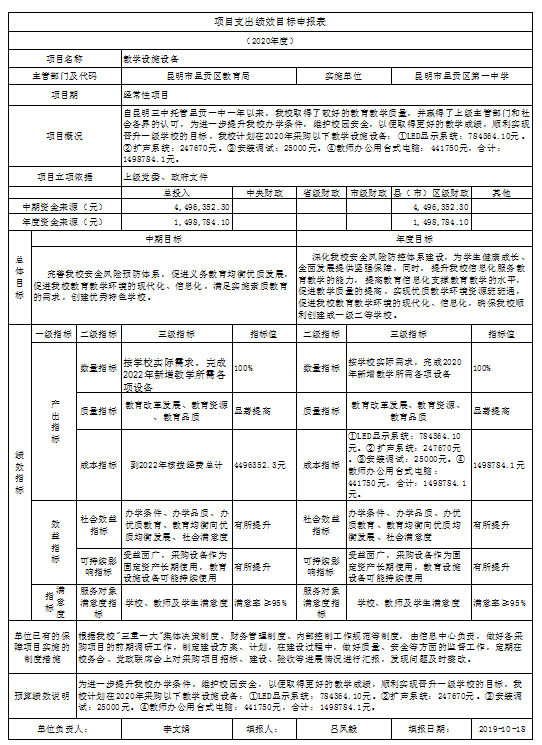 项目支出绩效目标申报表
（2020年度）
项目名称 教学设施设备
主管部门及代码 昆明市呈贡区教育局 实施单位 昆明市呈贡区第一中学
项目期 经常性项目
项目概况
自昆明三中托管呈贡一中一年以来，我校取得了较好的教育教学质量，并赢得了上级主管部门和社
会各界的认可，为进一步提升我校办学条件，维护校园安全，以便取得更好的教学成绩，顺利实现
晋升一级学校的目标，我校计划在2020年采购以下教学设施设备：①LED显示系统：784364.10元。
②扩声系统：247670元。③安装调试：25000元。④教师办公用台式电脑：441750元，合计：
1498784.1元。
项目立项依据 上级党委、政府文件
总投入 中央财政 省级财政 市级财政 县（市）区级财政 其他
中期资金来源（元） 4,496,352.30 4,496,352.30
年度资金来源（元） 1,498,784.10 1,498,784.10
总体目标
中期目标 年度目标
完善我校安全风险预防体系，促进义务教育均衡优质发展，
促进我校教育教学环境的现代化、信息化，满足实施素质教育
的需求，创建优秀特色学校。
深化我校安全风险防控体系建设，为学生健康成长、
全面发展提供坚强保障，同时，提升我校信息化服务教
育教学的能力，提高教育信息化支撑教育教学的水平，
促进教学质量的提高，实现优质教学环境资源班班通，
促进我校教育教学环境的现代化、信息化，确保我校顺
利创建成一级二等学校。
绩效指标
一级指标 二级指标 三级指标 指标值 二级指标 三级指标 指标值
产出指标
数量指标
按学校实际需求，完成
2022年新增教学所需各
项设备
100%
数量指标
按学校实际需求，完成2020
年新增教学所需各项设备
100%
质量指标
教育改革发展、教育资源、
教育品质
显著提高
质量指标
教育改革发展、教育资源、
教育品质
显著提高
成本指标 到2022年核拨经费总计 4496352.3元
成本指标
①LED显示系统：784364.10
元。②扩声系统：247670元
。③安装调试：25000元。④
教师办公用台式电脑：
441750元，合计：1498784.1
元。
1498784.1元
效益指标
社会效益
指标
办学条件、办学品质、办
优质教育、教育均衡向优
质均衡发展、社会满意度
有所提升
社会效益
指标
办学条件、办学品质、办优
质教育、教育均衡向优质均
衡发展、社会满意度
有所提升
可持续影
响指标
受益面广，采购设备作为
固定资产长期使用，教育
设施设备可能持续使用
有所提升
可持续影
响指标
受益面广，采购设备作为固
定资产长期使用，教育设施
设备可能持续使用
有所提升
满意度指标
服务对象
满意度指标
学校、教师及学生满意度 满意率≥95%
服务对象
满意度指标
学校、教师及学生满意度 满意率≥95%
单位已有的保
障项目实施的
制度措施
根据我校“三重一大”集体决策制度、财务管理制度、内部控制工作规范等制度，由信息中心负责，做好各采
购项目的前期调研工作，制定建设方案、计划，在建设过程中，做好质量、安全等方面的监督工作，定期在
校务会、党政联席会上对采购项目招标、建设、验收等进展情况进行汇报，发现问题及时拨动。
预算绩效说明
为进一步提升我校办学条件，维护校园安全，以便取得更好的教学成绩，顺利实现晋升一级学校的目标，我
校计划在2020年采购以下教学设施设备：①LED显示系统：784364.10元。②扩声系统：247670元。③安装调
试：25000元。④教师办公用台式电脑：441750元，合计：1498784.1元。
单位负责人： 李文娟 填报人： 吕凤毅 填报日期： 2019-10-18